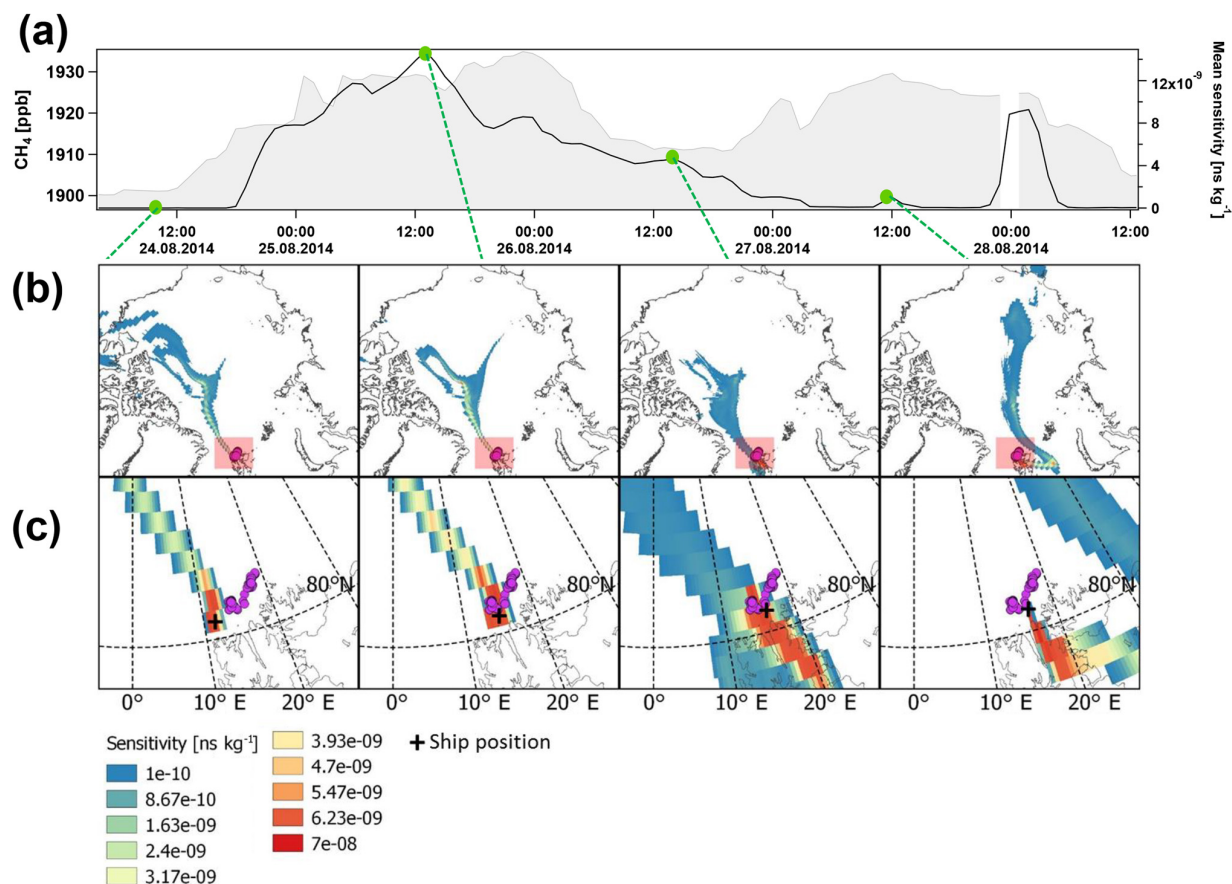 (a)
CH4 [ppb]
1930
1920
1910
1900
12x10-9
8
4
0
Mean sensitivity [ns kg-1]
12:00 00:00 12:00 00:00 12:00 00:00 12:00 00:00 12:00
24.08.2014 25.08.2014 26.08.2014 27.08.2014 28.08.2014
(b)
(c)
80°N 80°N 80°N 80°N
0° 10° E 20° E 0° 10° E 20° E 0° 10° E 20° E 0° 10° E 20° E
Sensitivity [ns kg-1]
1e-10
8.67e-10
1.63e-09
2.4e-09
3.17e-09
3.93e-09
4.7e-09
5.47e-09
6.23e-09
7e-08
+ Ship position